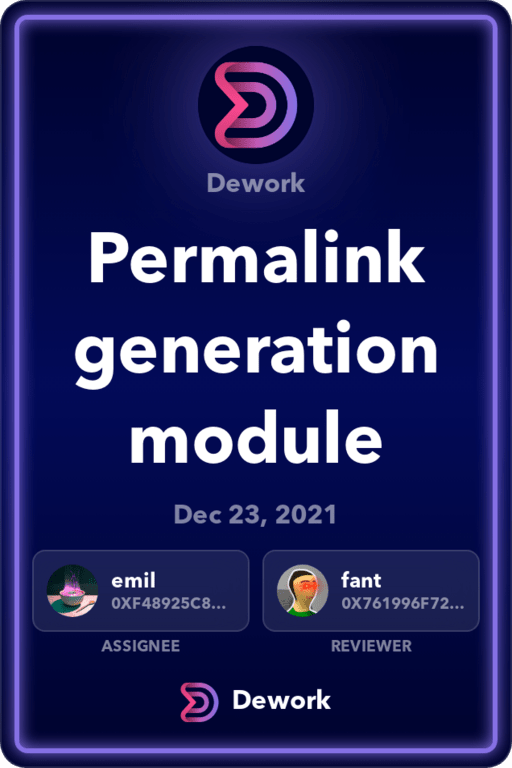 Dework
Permalink
generation
module
Dec 23, 2021
emil
0XF48925C8...
fant
0X761996F72...
ASSIGNEE
REVIEWER
Dework